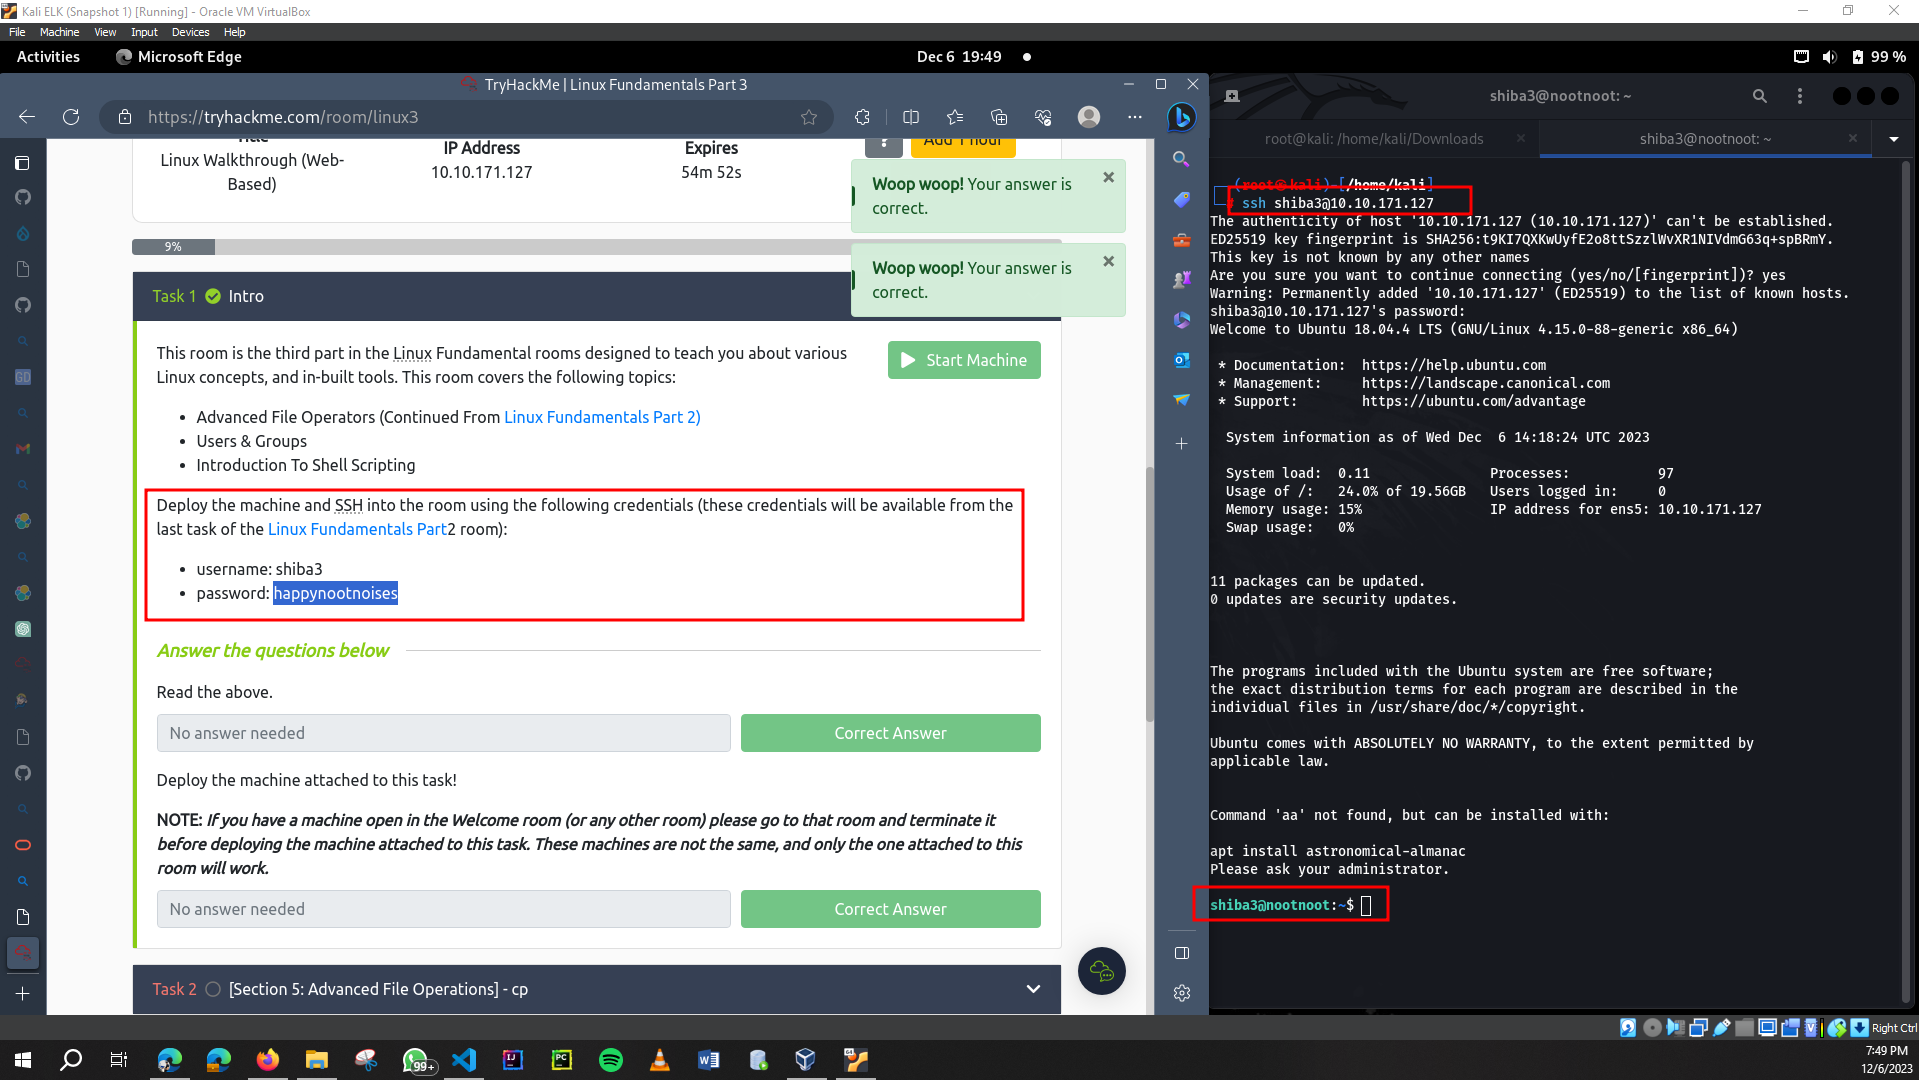 Kali ELK (Snapshot 1) [Running] - Oracle VM VirtualBox
File Machine View Input Devices Help
Activities Microsoft Edge Dec 6 19:49 99 %
TryHackMe | Linux Fundamentals Part 3
https://tryhackme.com/room/linux3
Title IP Address Expires Add 1 hour
Linux Walkthrough (Web-Based) 10.10.171.127 54m 52s
Woop woop! Your answer is
correct.
9%
Woop woop! Your answer is
correct.
Task 1 Intro
This room is the third part in the Linux Fundamental rooms designed to teach you about various
Linux concepts, and in-built tools. This room covers the following topics:
Start Machine
• Advanced File Operators (Continued From Linux Fundamentals Part 2)
• Users & Groups
• Introduction To Shell Scripting
Deploy the machine and SSH into the room using the following credentials (these credentials will be available from the
last task of the Linux Fundamentals Part2 room):
• username: shiba3
• password: happynootnoises
Answer the questions below
Read the above.
No answer needed Correct Answer
Deploy the machine attached to this task!
NOTE: If you have a machine open in the Welcome room (or any other room) please go to that room and terminate it
before deploying the machine attached to this task. These machines are not the same, and only the one attached to this
room will work.
No answer needed Correct Answer
Task 2 [Section 5: Advanced File Operations] - cp
shiba3@nootnoot: ~
root@kali: /home/kali/Downloads shiba3@nootnoot: ~
(root㉿kali)-[/home/kali]
# ssh shiba3@10.10.171.127
The authenticity of host '10.10.171.127 (10.10.171.127)' can't be established.
ED25519 key fingerprint is SHA256:t9KI7QXKwUyfE2o8ttSzzlWvXR1NIVdmG63q+spBRmY.
This key is not known by any other names
Are you sure you want to continue connecting (yes/no/[fingerprint])? yes
Warning: Permanently added '10.10.171.127' (ED25519) to the list of known hosts.
shiba3@10.10.171.127's password:
Welcome to Ubuntu 18.04.4 LTS (GNU/Linux 4.15.0-88-generic x86_64)
* Documentation: https://help.ubuntu.com
* Management: https://landscape.canonical.com
* Support: https://ubuntu.com/advantage
System information as of Wed Dec 6 14:18:24 UTC 2023
System load: 0.11 Processes: 97
Usage of /: 24.0% of 19.56GB Users logged in: 0
Memory usage: 15% IP address for ens5: 10.10.171.127
Swap usage: 0%
11 packages can be updated.
0 updates are security updates.
The programs included with the Ubuntu system are free software;
the exact distribution terms for each program are described in the
individual files in /usr/share/doc/*/copyright.
Ubuntu comes with ABSOLUTELY NO WARRANTY, to the extent permitted by
applicable law.
Command 'aa' not found, but can be installed with:
apt install astronomical-almanac
Please ask your administrator.
shiba3@nootnoot:~$
Right Ctrl
99+
7:49 PM
12/6/2023